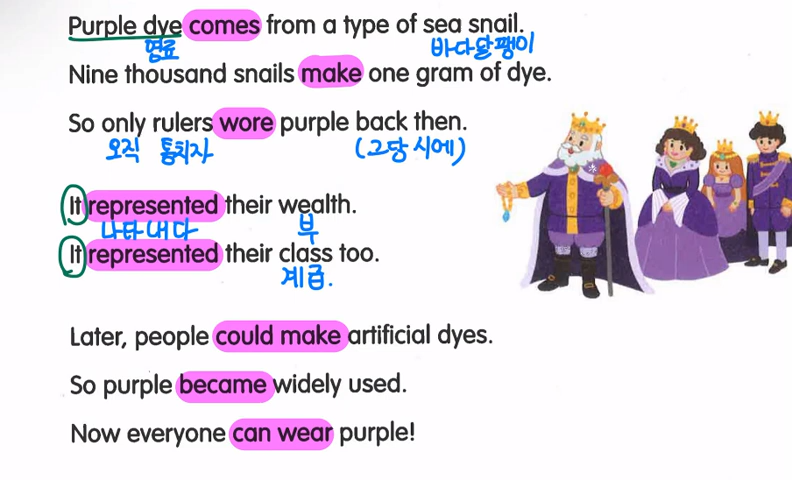 Purple dye comes from a type of sea snail.
염료 바다달팽이
Nine thousand snails make one gram of dye.
So only rulers wore purple back then.
오직 통치자 (그당시에)
It represented their wealth.
나타내다 부
It represented their class too.
계급.
Later, people could make artificial dyes.
So purple became widely used.
Now everyone can wear purple!